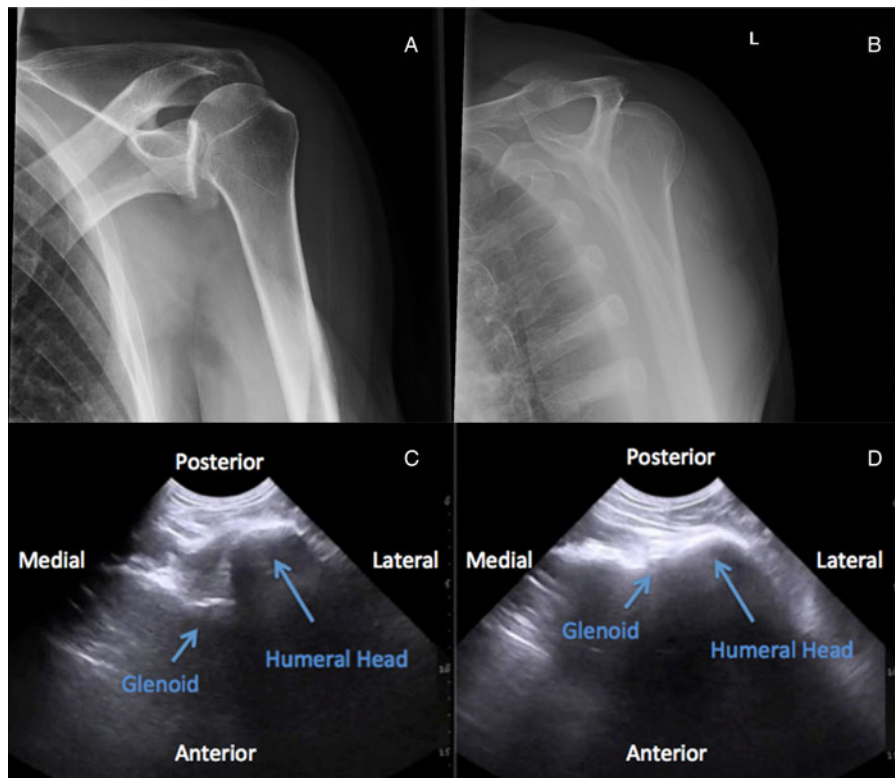 A
L
B
Posterior
C
Medial
Lateral
Glenoid
Humeral Head
Anterior
Posterior
D
Medial
Lateral
Glenoid
Humeral Head
Anterior